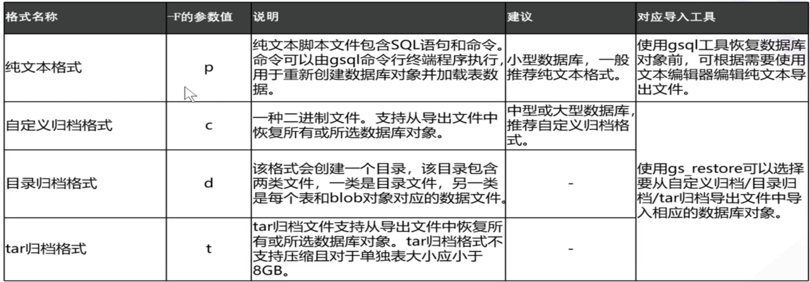 格式名称
-F的参数值
说明
建议
对应导入工具
纯文本格式
p
纯文本脚本文件包含SQL语句和命令。
命令可以由gsql命令行终端程序执行,
用于重新创建数据库对象并加载表数
据。
小型数据库，一般
推荐纯文本格式。
使用gsql工具恢复数据库
对象前，可根据需要使用
文本编辑器编辑纯文本导
出文件。
自定义归档格式
c
一种二进制文件。支持从导出文件中
恢复所有或所选数据库对象。
中型或大型数据库,
推荐自定义归档格
式。
使用gs_restore可以选择
要从自定义归档/目录归
档/tar归档导出文件中导
入相应的数据库对象。
目录归档格式
d
该格式会创建一个目录，该目录包含
两类文件，一类是目录文件，另一类
是每个表和blob对象对应的数据文件。
-
tar归档格式
t
tar归档文件支持从导出文件中恢复所
有或所选数据库对象。tar归档格式不
支持压缩且对于单独表大小应小于
8GB。
-